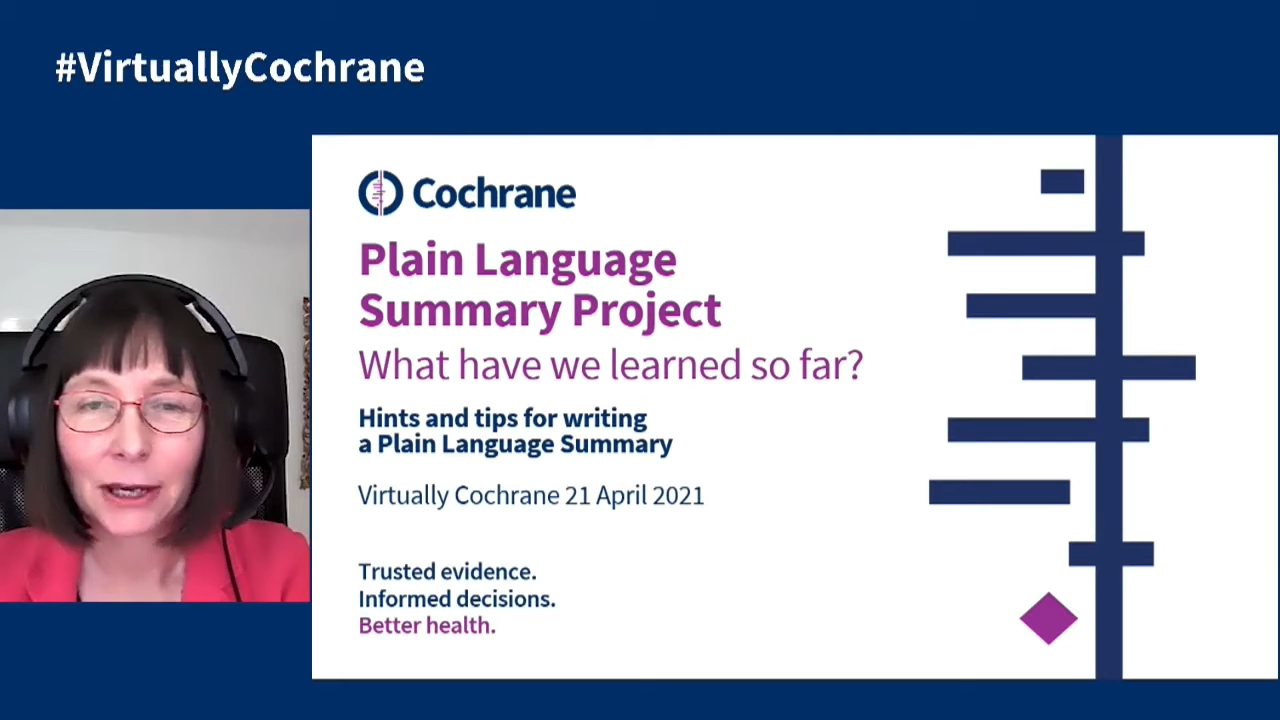 #VirtuallyCochrane
Cochrane
Plain Language
Summary Project
What have we learned so far?
Hints and tips for writing
a Plain Language Summary
Virtually Cochrane 21 April 2021
Trusted evidence.
Informed decisions.
Better health.